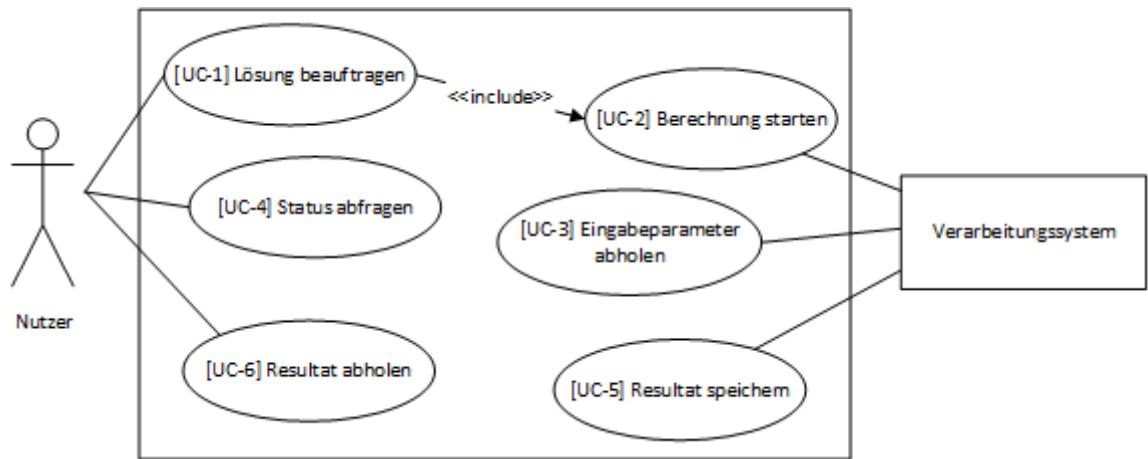 [UC-1] Lösung beauftragen
<<include>>
[UC-2] Berechnung starten
[UC-4] Status abfragen
[UC-3] Eingabeparameter
abholen
Verarbeitungssystem
Nutzer
[UC-6] Resultat abholen
[UC-5] Resultat speichern